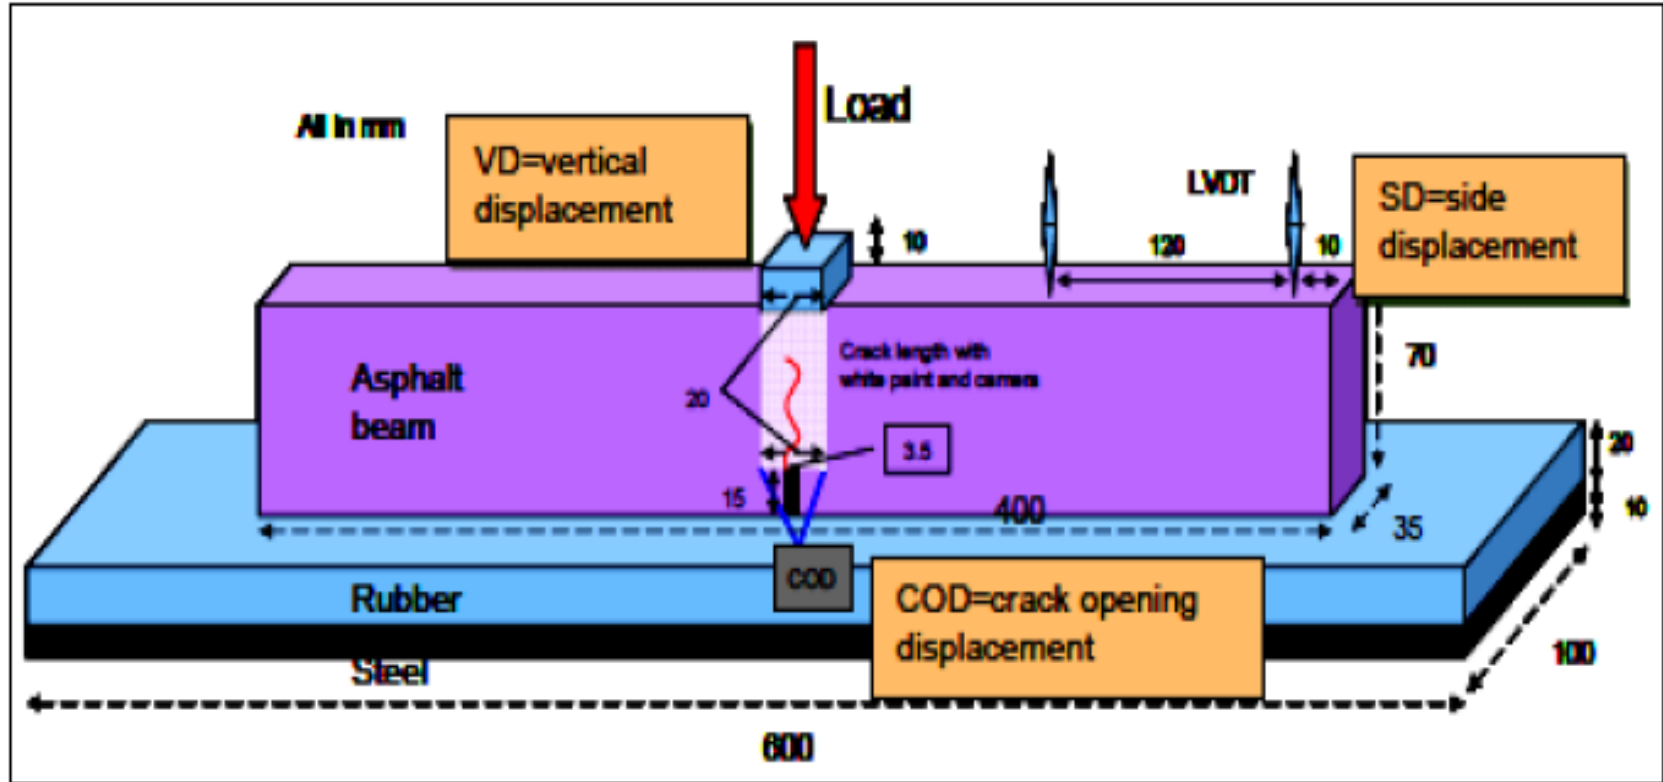 Load
All in mm
VD=vertical
displacement
LVDT
SD=side
displacement
10
120
10
Crack length with
white paint and camera
70
Asphalt
beam
20
3.5
20
15
400
10
35
COD
Rubber
COD=crack opening
displacement
100
Steel
600